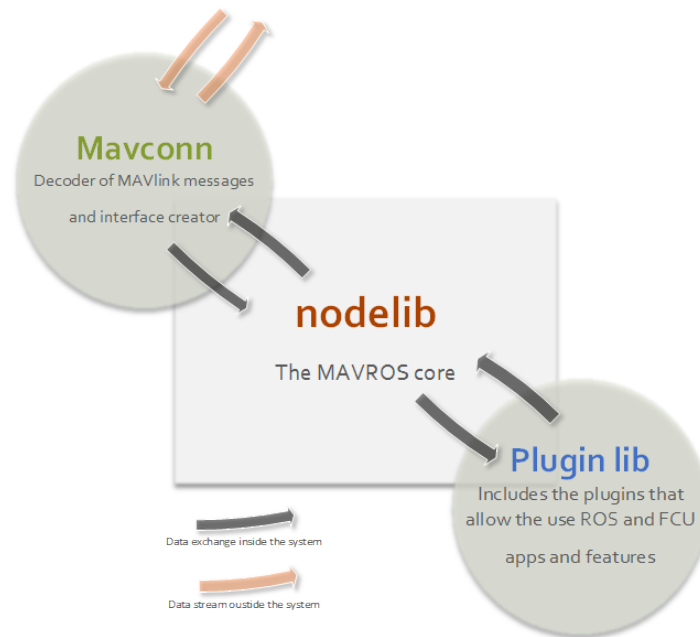 Mavconn
Decoder of MAVlink messages
and interface creator
nodelib
The MAVROS core
Plugin lib
Includes the plugins that
allow the use ROS and FCU
apps and features
Data exchange inside the system
Data stream oustide the system